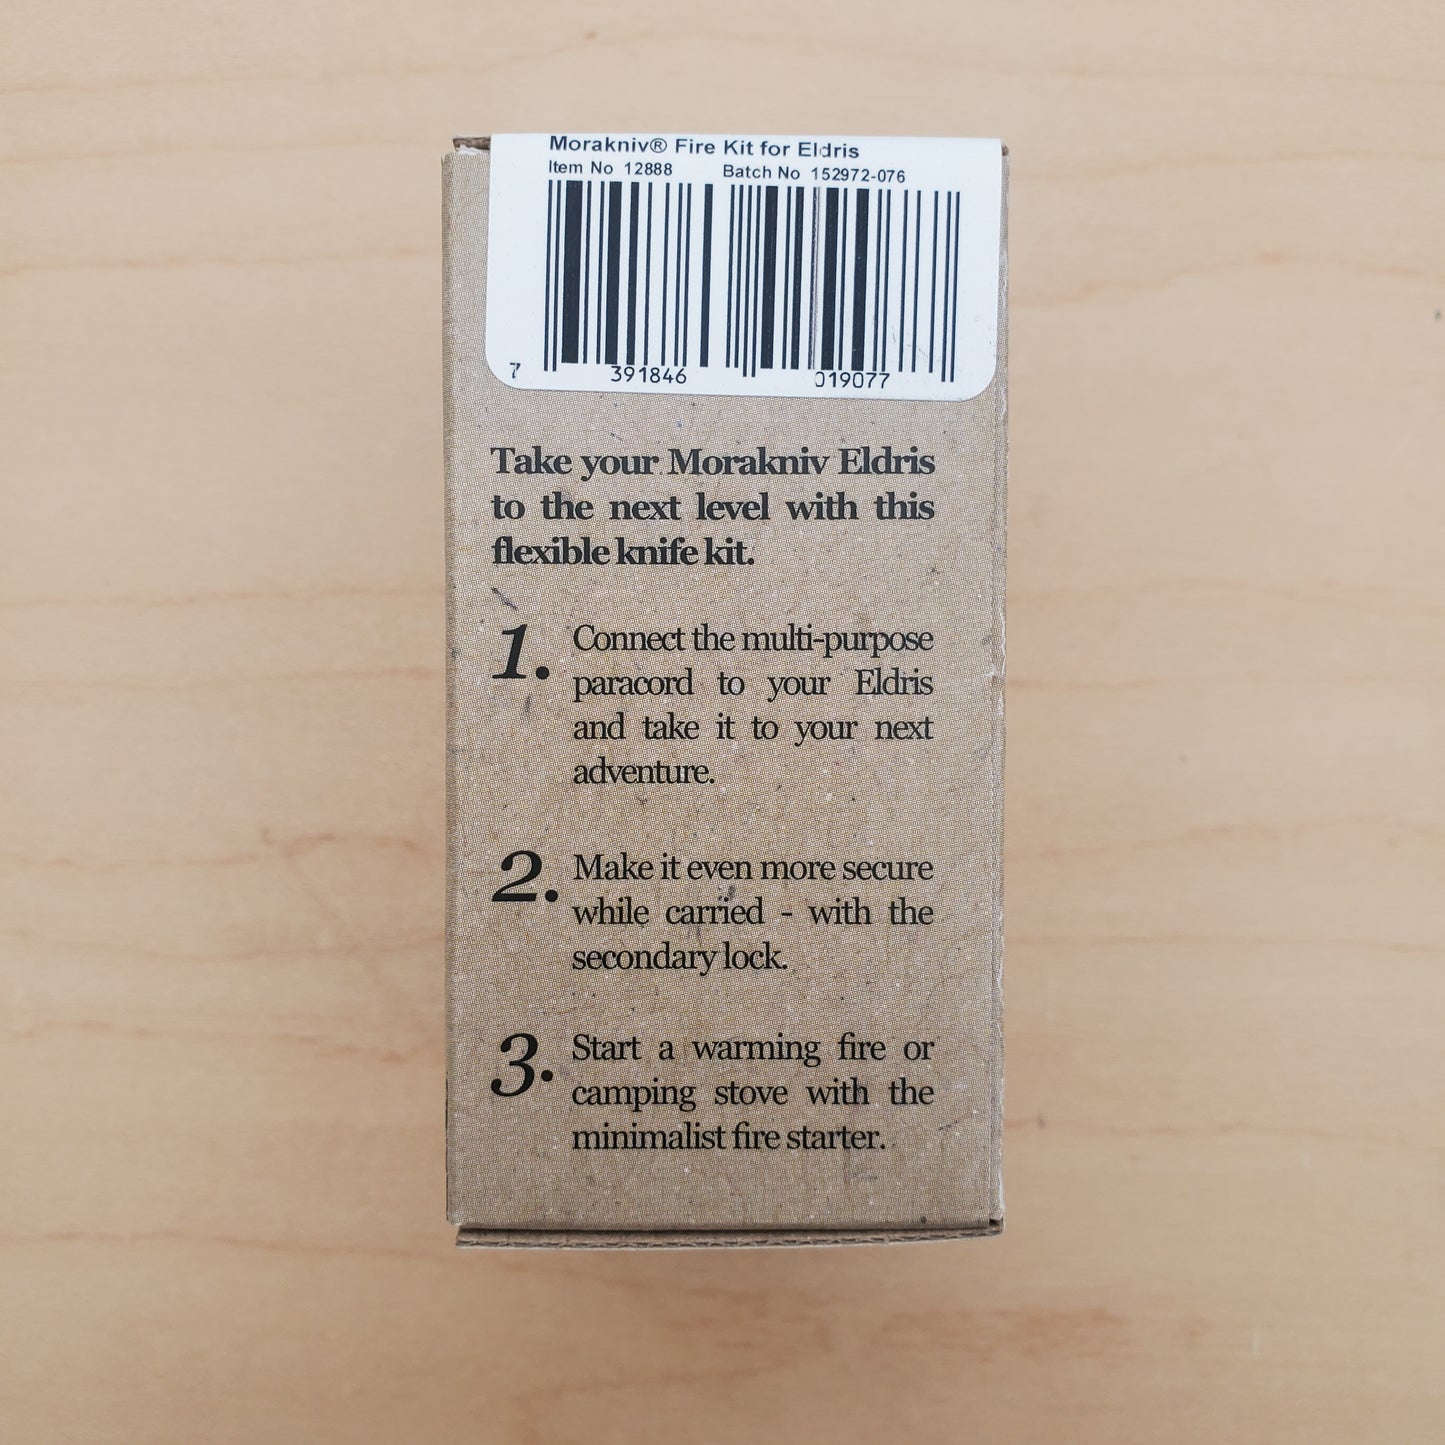 Morakniv® Fire Kit for Eldris
Item No 12888 Batch No 152972-076
7 391846 019077
Take your Morakniv Eldris
to the next level with this
flexible knife kit.
1. Connect the multi-purpose
paracord to your Eldris
and take it to your next
adventure.
2. Make it even more secure
while carried - with the
secondary lock.
3. Start a warming fire or
camping stove with the
minimalist fire starter.